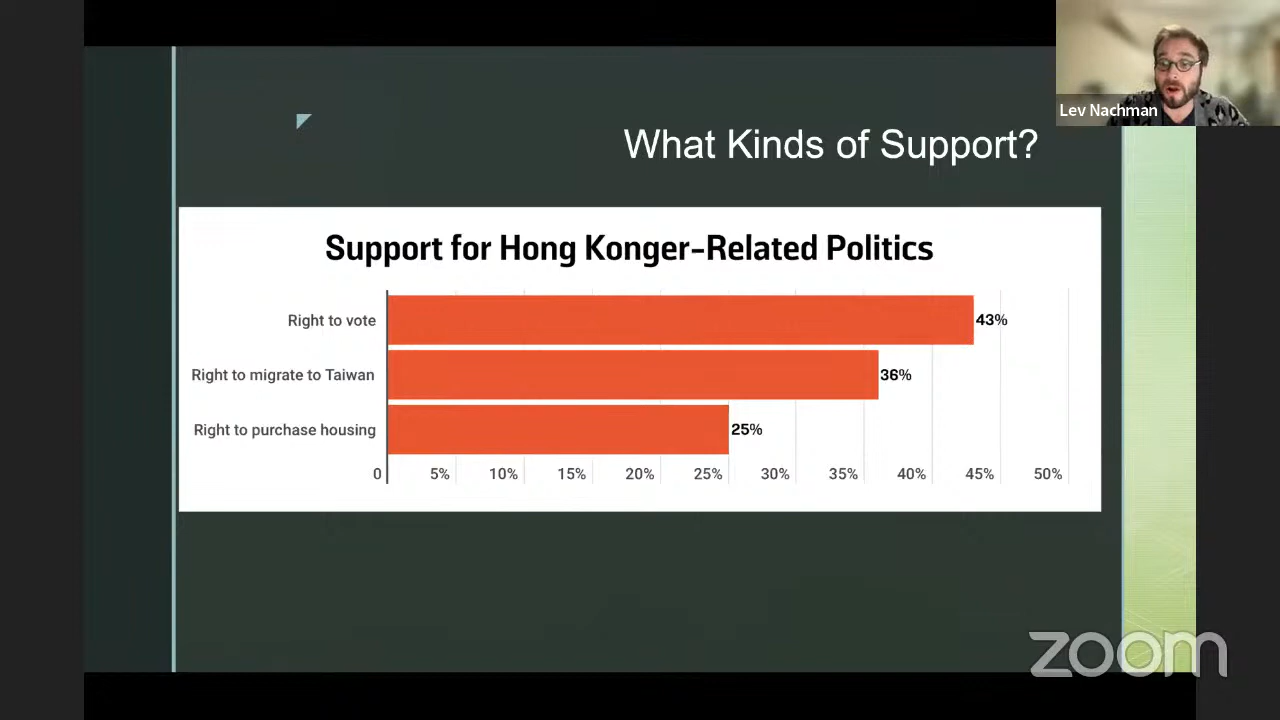 Lev Nachman
What Kinds of Support?
Support for Hong Konger-Related Politics
Right to vote
43%
Right to migrate to Taiwan
36%
Right to purchase housing
25%
0 5% 10% 15% 20% 25% 30% 35% 40% 45% 50%
zoom